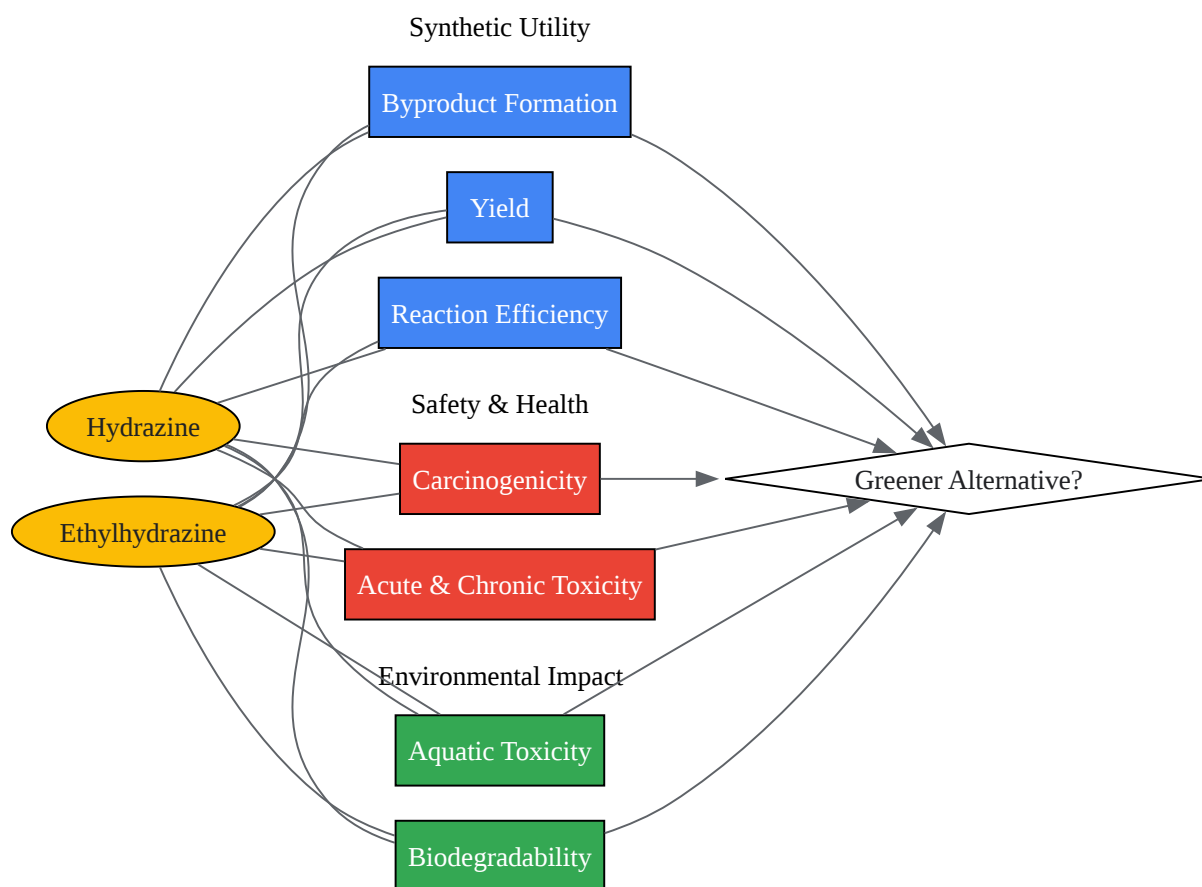 Synthetic Utility
Byproduct Formation
Yield
Reaction Efficiency
Hydrazine
Safety & Health
Carcinogenicity
Greener Alternative?
Ethylhydrazine
Acute & Chronic Toxicity
Environmental Impact
Aquatic Toxicity
Biodegradability